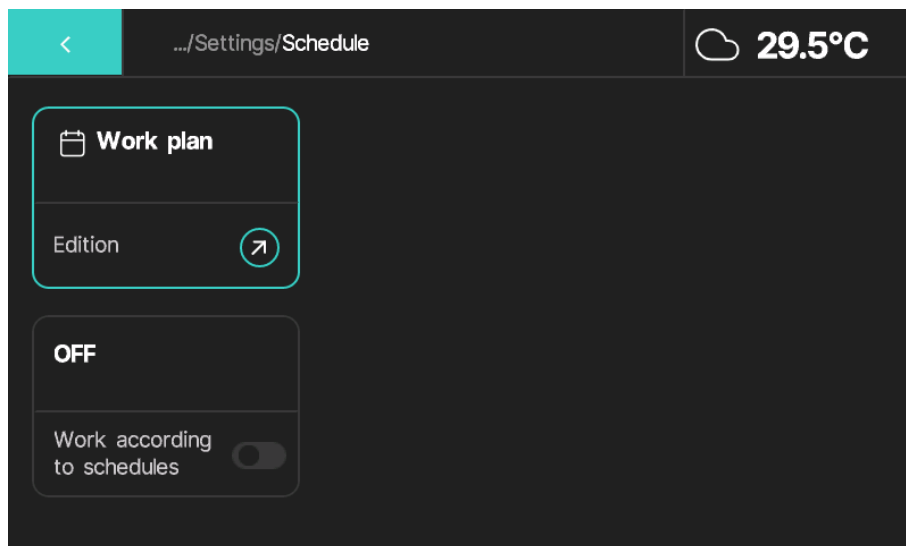 .../Settings/Schedule
29.5°C
Work plan
Edition
OFF
Work according
to schedules